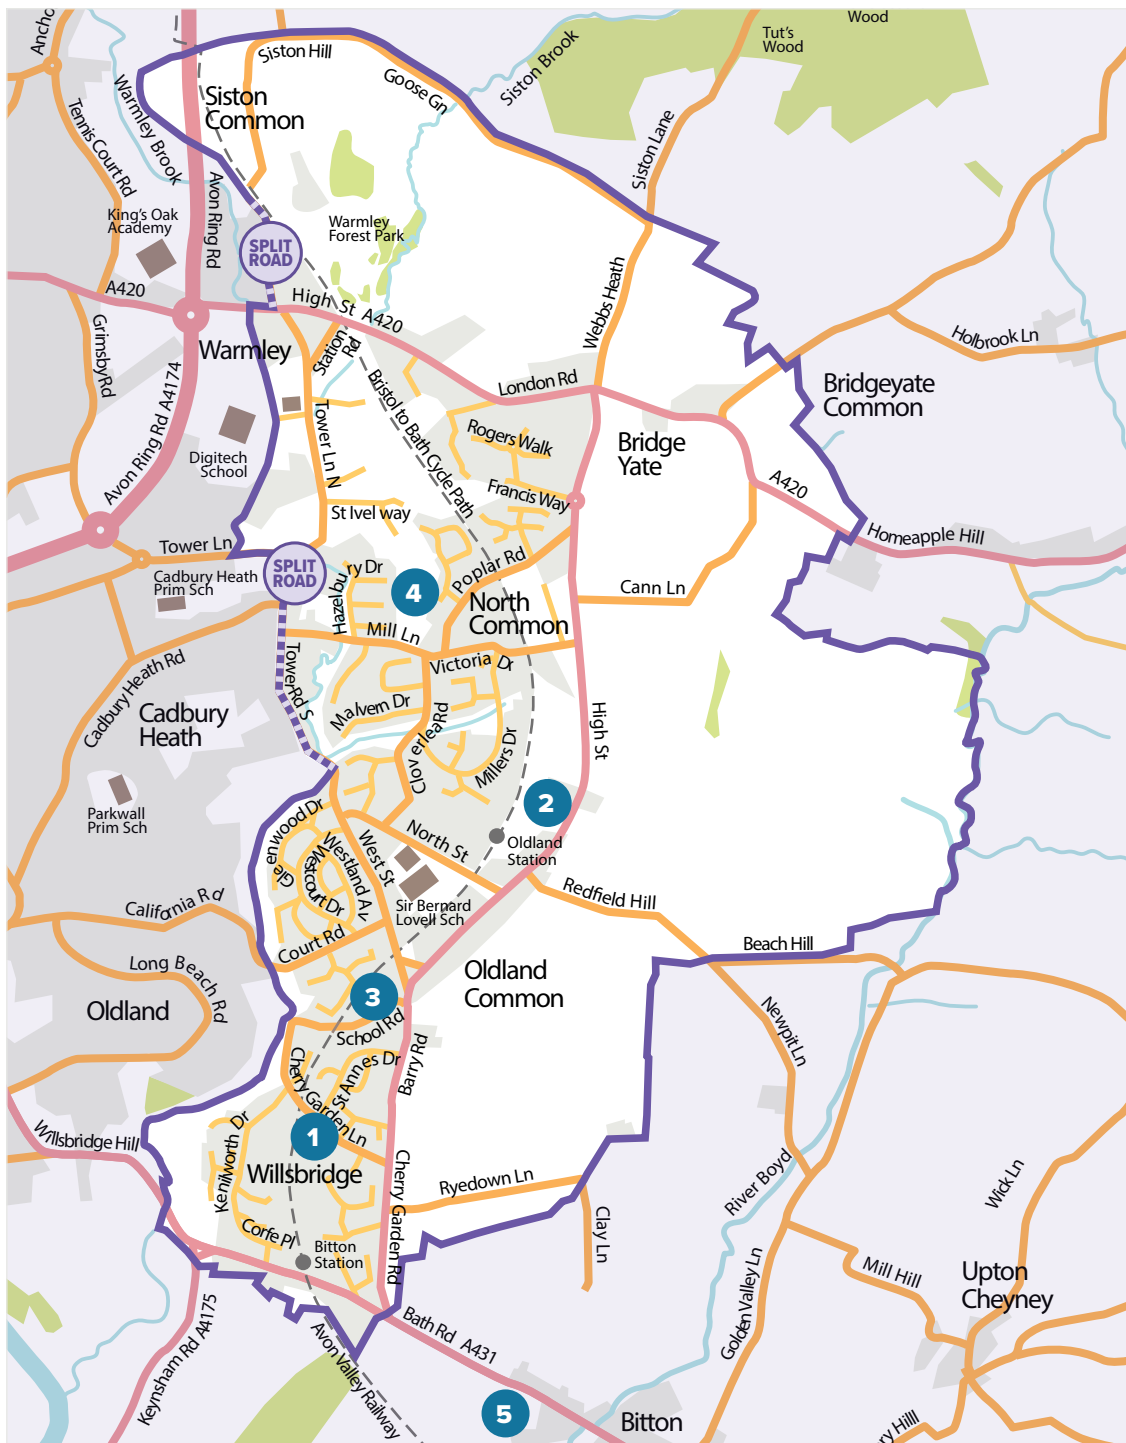 Wood
Tut's
Wood
Ancho
Siston Hill
Goose Gn
Siston Brook
Siston
Common
Warmley Brook
Tennis Court Rd
Siston Lane
Avon Ring Rd
King's Oak
Academy
Warmley
Forest Park
SPLIT
ROAD
A420
High St A420
Webbs Heath
Grimsby Rd
Warmley
Station
Rd
Holbrook Ln
Avon Ring Rd A4174
London Rd
Bridgeyate
Common
Bristol to Bath Cycle Path
Tower Ln N
Rogers Walk
Bridge
Yate
Digitech
School
Francis Way
A420
St Ivel way
Homeapple Hill
Tower Ln
SPLIT
ROAD
Cadbury Heath
Prim Sch
Hazelbury Dr
4
Poplar Rd
Cann Ln
North
Common
Mill Ln
Victoria Dr
Tower Rd S
Cadbury Heath Rd
Cadbury
Heath
Malvern Dr
Cloverlea Rd
Millers Dr
High St
Parkwall
Prim Sch
2
Glenwood Dr
Westcourt Dr
Westland Av
West St
North St
Oldland
Station
Sir Bernard
Lovell Sch
Redfield Hill
California Rd
Court Rd
Beach Hill
Long Beach Rd
Oldland
Oldland
Common
3
School Rd
Newpit Ln
Barry Rd
Cherry Garden Ln
St Annes Dr
1
Willsbridge Hill
Kenilworth Dr
Willsbridge
Cherry Garden Rd
Ryedown Ln
River Boyd
Wick Ln
Clay Ln
Corfe Pl
Bitton
Station
Mill Hill
Upton
Cheyney
Golden Valley Ln
Keynsham Rd A4175
Avon Valley Railway
Bath Rd A431
5
Bitton
ry Hilll